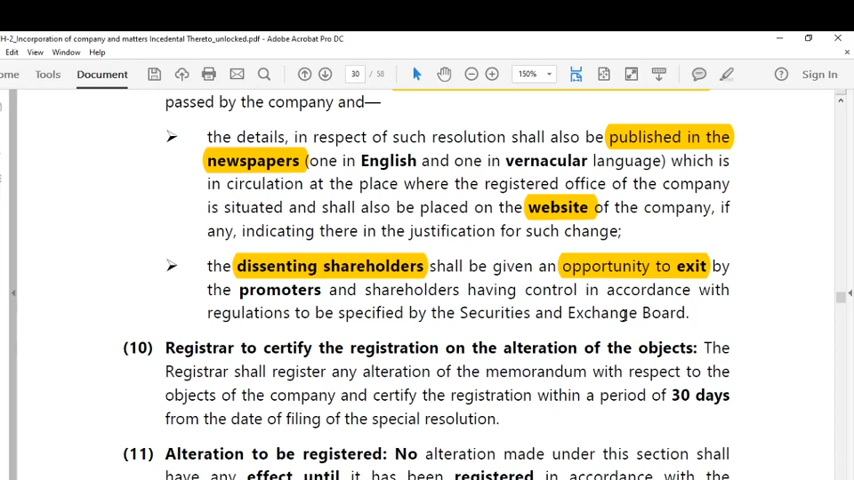 CH-2_Incorporation of company and matters Incedental Thereto_unlocked.pdf - Adobe Acrobat Pro DC
Edit View Window Help
Home Tools Document 30 / 58 150% Sign In
passed by the company and—
➢ the details, in respect of such resolution shall also be published in the
newspapers (one in English and one in vernacular language) which is
in circulation at the place where the registered office of the company
is situated and shall also be placed on the website of the company, if
any, indicating there in the justification for such change;
➢ the dissenting shareholders shall be given an opportunity to exit by
the promoters and shareholders having control in accordance with
regulations to be specified by the Securities and Exchange Board.
(10) Registrar to certify the registration on the alteration of the objects: The
Registrar shall register any alteration of the memorandum with respect to the
objects of the company and certify the registration within a period of 30 days
from the date of filing of the special resolution.
(11) Alteration to be registered: No alteration made under this section shall
have any effect until it has been registered in accordance with the